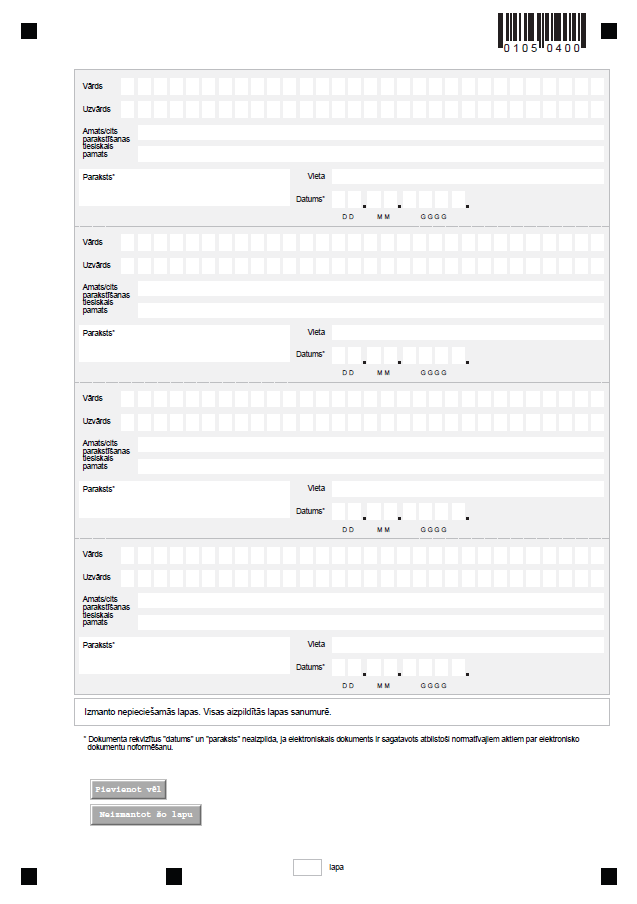 0105 0400
Vārds
Uzvārds
Amats/cits
parakstīšanas
tiesiskais
pamats
Paraksts*
Vieta
Datums*
DD MM GGGG
Vārds
Uzvārds
Amats/cits
parakstīšanas
tiesiskais
pamats
Paraksts*
Vieta
Datums*
DD MM GGGG
Vārds
Uzvārds
Amats/cits
parakstīšanas
tiesiskais
pamats
Paraksts*
Vieta
Datums*
DD MM GGGG
Vārds
Uzvārds
Amats/cits
parakstīšanas
tiesiskais
pamats
Paraksts*
Vieta
Datums*
DD MM GGGG
Izmanto nepieciešamās lapas. Visas aizpildītās lapas sanumurē.
* Dokumenta rekvizītus "datums" un "paraksts" neaizpilda, ja elektroniskais dokuments ir sagatavots atbilstoši normatīvajiem aktiem par elektronisko
dokumentu noformēšanu.
Pievienot vēl
Neizmantot šo lapu
lapa